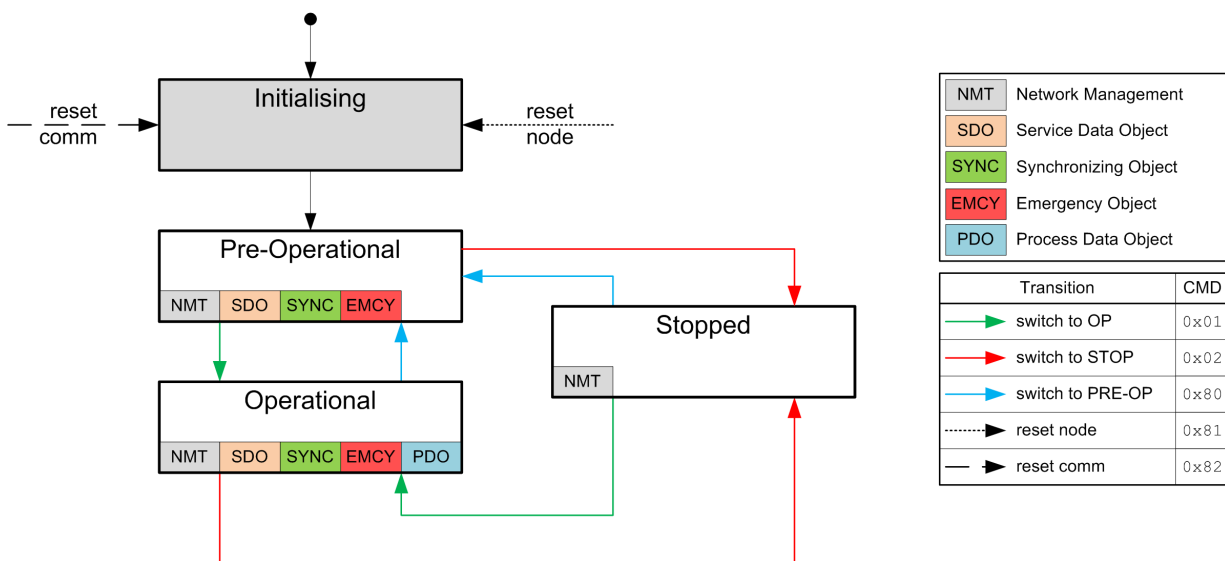 Initialising
reset
comm
reset
node
Pre-Operational
NMT SDO SYNC EMCY
Stopped
NMT
Operational
NMT SDO SYNC EMCY PDO
NMT Network Management
SDO Service Data Object
SYNC Synchronizing Object
EMCY Emergency Object
PDO Process Data Object
Transition CMD
switch to OP 0x01
switch to STOP 0x02
switch to PRE-OP 0x80
reset node 0x81
reset comm 0x82